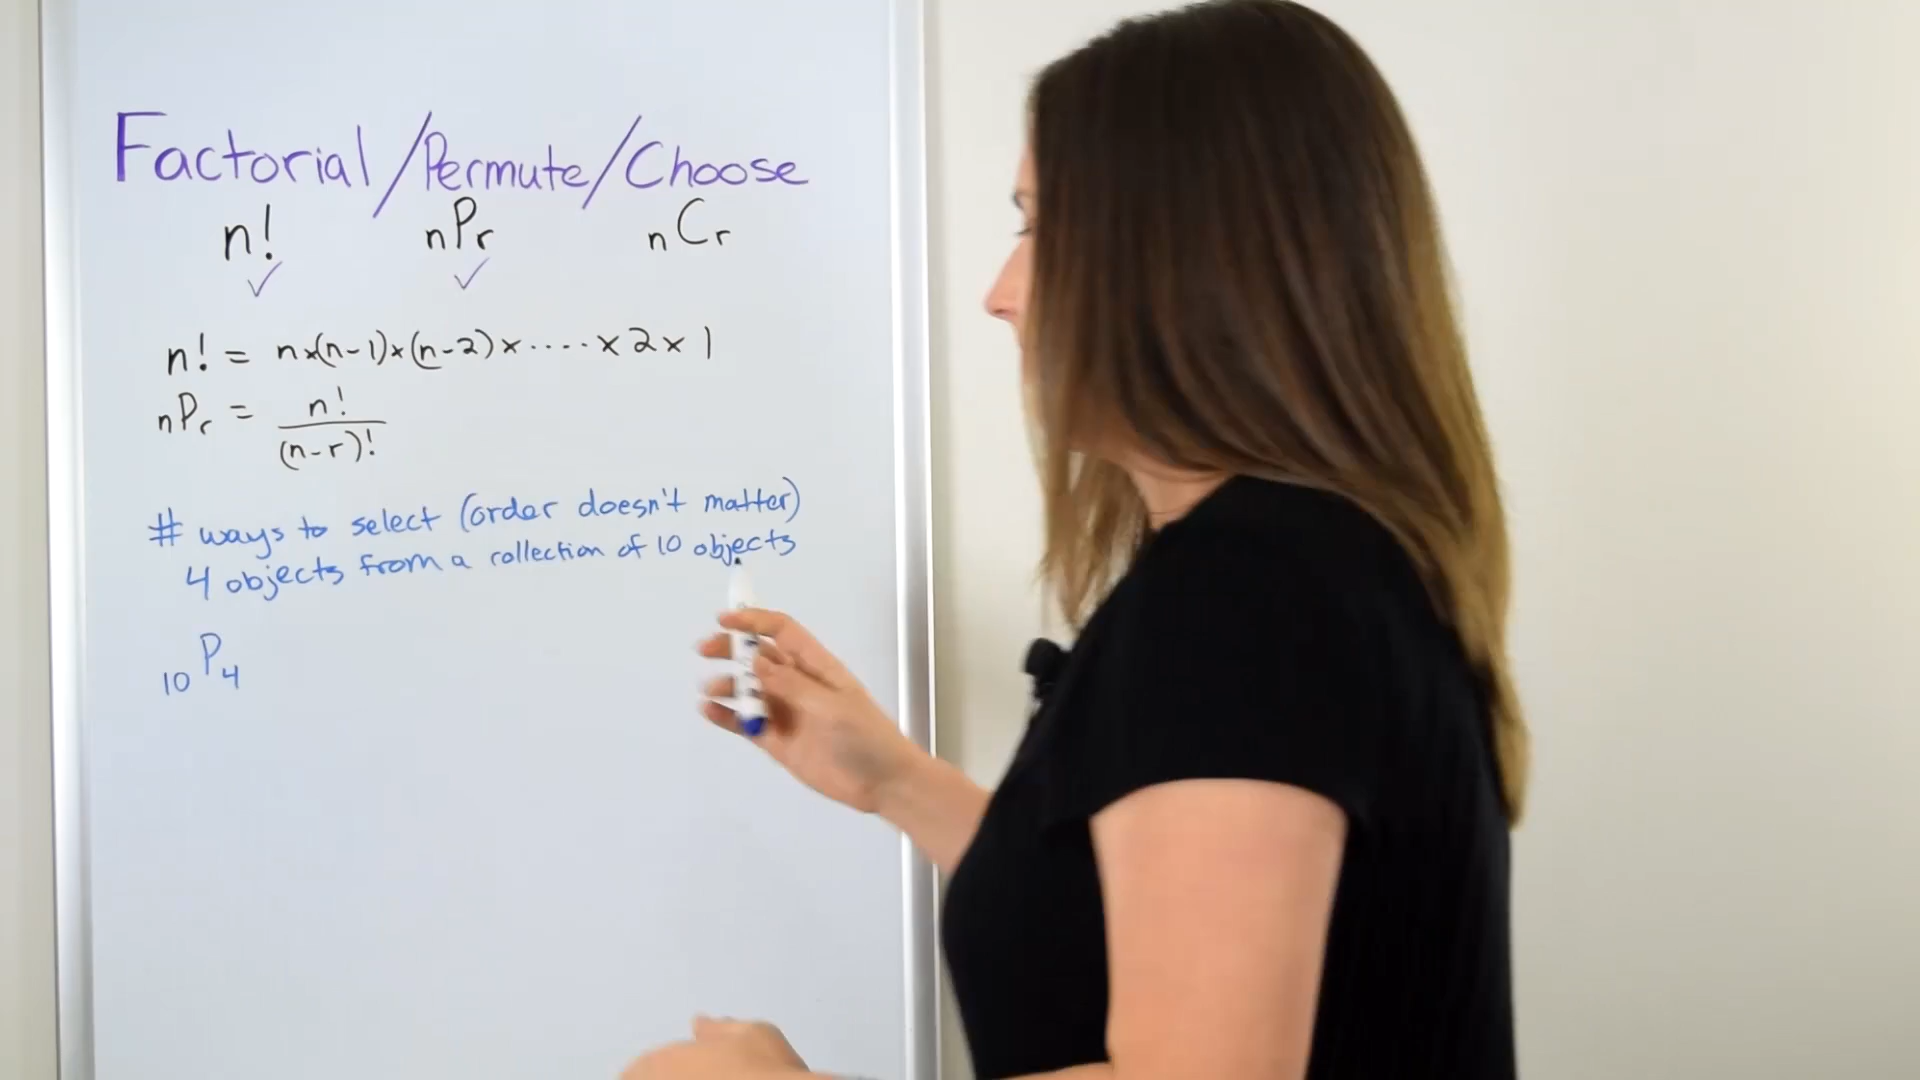 Factorial/Permute/Choose
n! nPr nCr
n! = n×(n-1)×(n-2)×·····×2×1
nPr = n!/(n-r)!
# ways to select (order doesn't matter)
4 objects from a collection of 10 objects
10P4